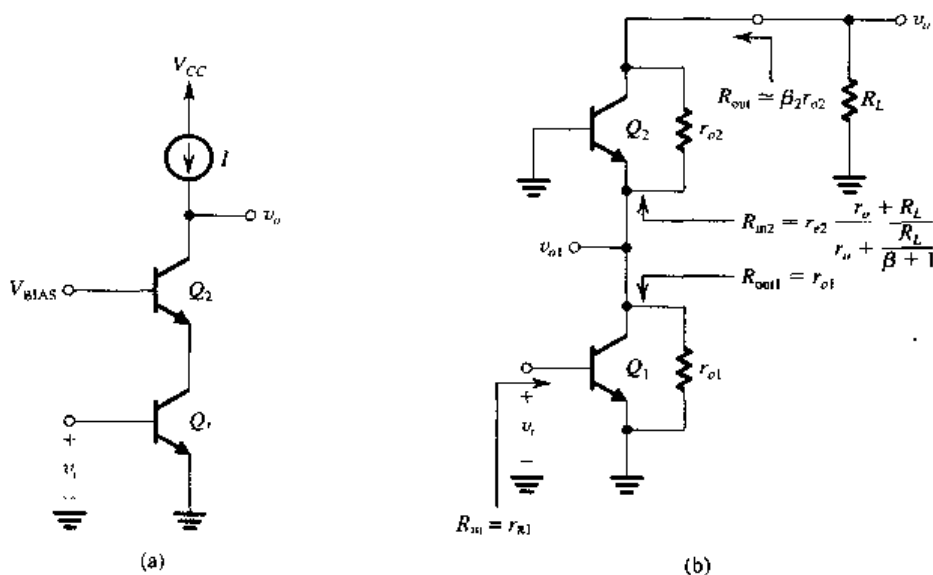 V_CC
I
v_o
V_BIAS
Q_2
Q_1
+
v_i
−
(a)
v_o
R_out ≃ β_2 r_o2
R_L
Q_2
r_o2
R_in2 = r_e2 (r_o + R_L) / (r_o + R_L / (β + 1))
v_o1
R_out1 = r_o1
Q_1
r_o1
+
v_i
−
R_in = r_π1
(b)